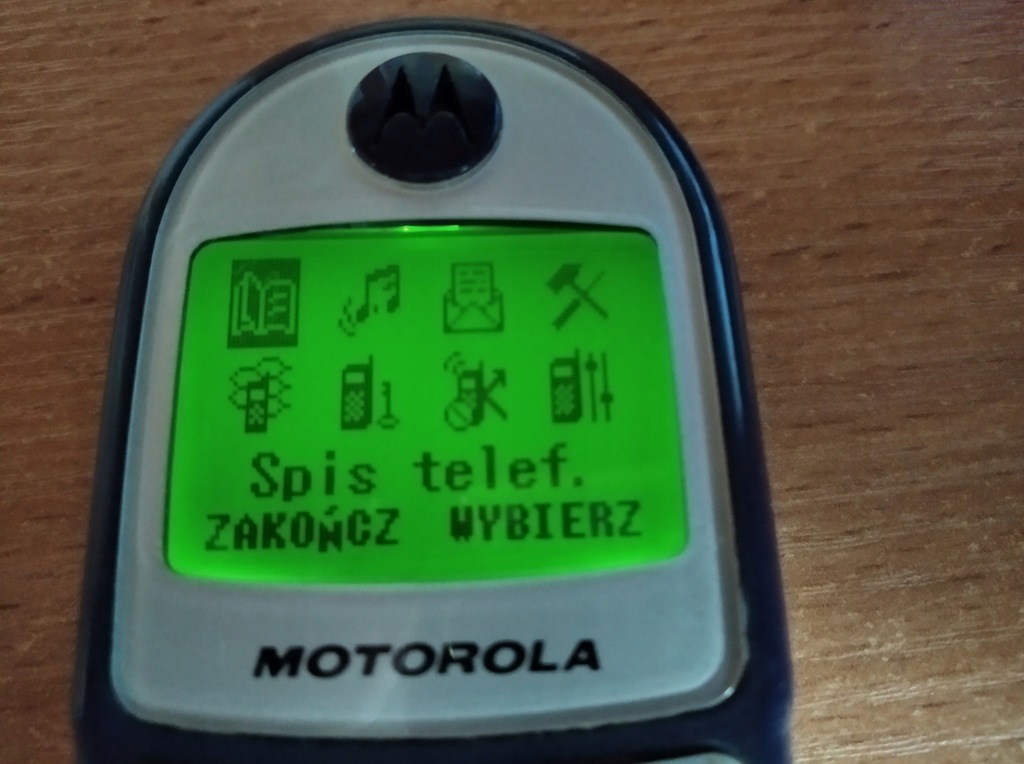 Spis telef.
ZAKOŃCZ WYBIERZ
MOTOROLA